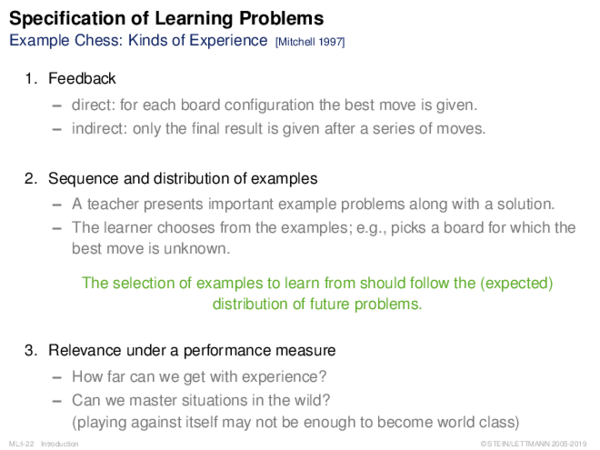 Specification of Learning Problems
Example Chess: Kinds of Experience [Mitchell 1997]
1. Feedback
– direct: for each board configuration the best move is given.
– indirect: only the final result is given after a series of moves.
2. Sequence and distribution of examples
– A teacher presents important example problems along with a solution.
– The learner chooses from the examples; e.g., picks a board for which the
best move is unknown.
The selection of examples to learn from should follow the (expected)
distribution of future problems.
3. Relevance under a performance measure
– How far can we get with experience?
– Can we master situations in the wild?
(playing against itself may not be enough to become world class)
ML:I-22 Introduction
© STEIN/LETTMANN 2005-2019